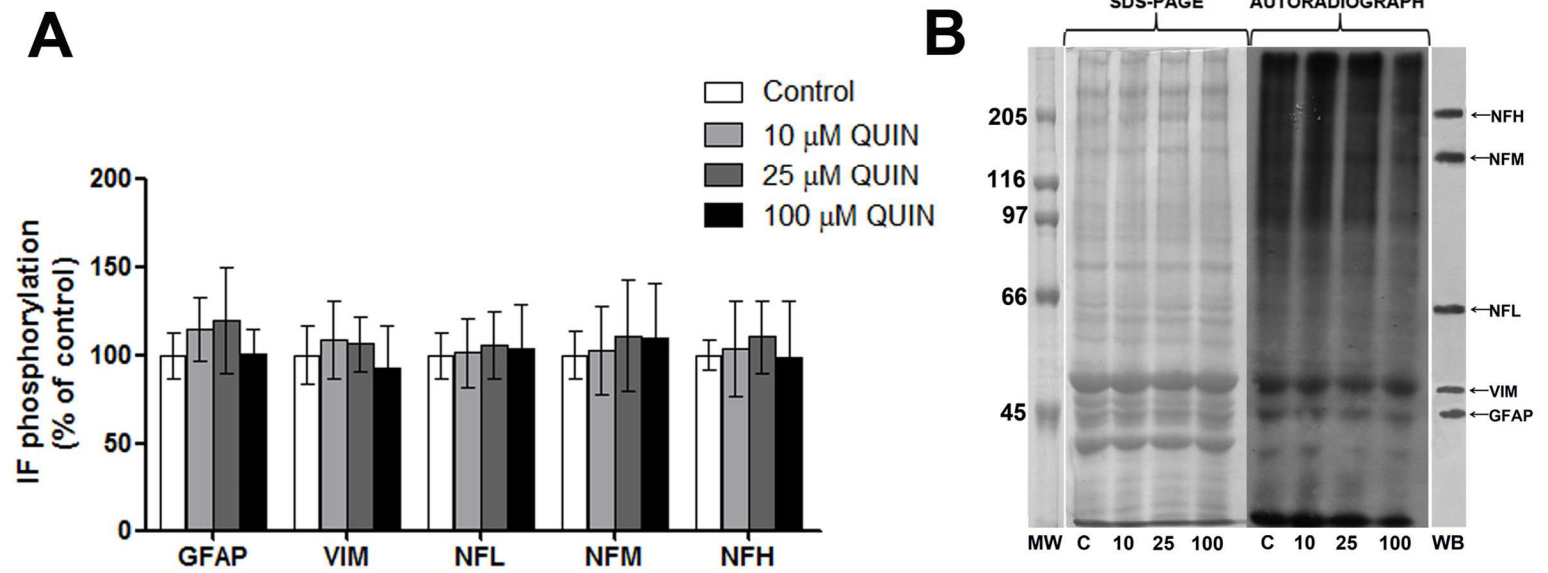 A
Control
10 μM QUIN
25 μM QUIN
100 μM QUIN
IF phosphorylation
(% of control)
200
150
100
50
0
GFAP VIM NFL NFM NFH
B
SDS-PAGE AUTORADIOGRAPH
205
116
97
66
45
←NFH
←NFM
←NFL
←VIM
←GFAP
MW C 10 25 100 C 10 25 100 WB